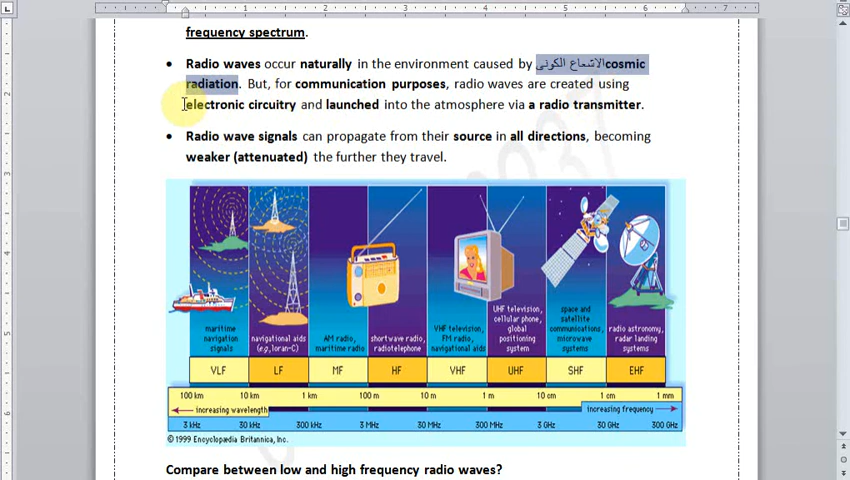 frequency spectrum.
• Radio waves occur naturally in the environment caused by الاشعاع الكونى cosmic
radiation. But, for communication purposes, radio waves are created using
electronic circuitry and launched into the atmosphere via a radio transmitter.
• Radio wave signals can propagate from their source in all directions, becoming
weaker (attenuated) the further they travel.
maritime navigation signals
navigational aids (e.g., loran-C)
AM radio, maritime radio
shortwave radio, radiotelephone
VHF television, FM radio, navigational aids
UHF television, cellular phone, global positioning system
space and satellite communications, microwave systems
radio astronomy, radar landing systems
VLF LF MF HF VHF UHF SHF EHF
100 km 10 km 1 km 100 m 10 m 1 m 10 cm 1 cm 1 mm
increasing wavelength increasing frequency
3 kHz 30 kHz 300 kHz 3 MHz 30 MHz 300 MHz 3 GHz 30 GHz 300 GHz
© 1999 Encyclopædia Britannica, Inc.
Compare between low and high frequency radio waves?